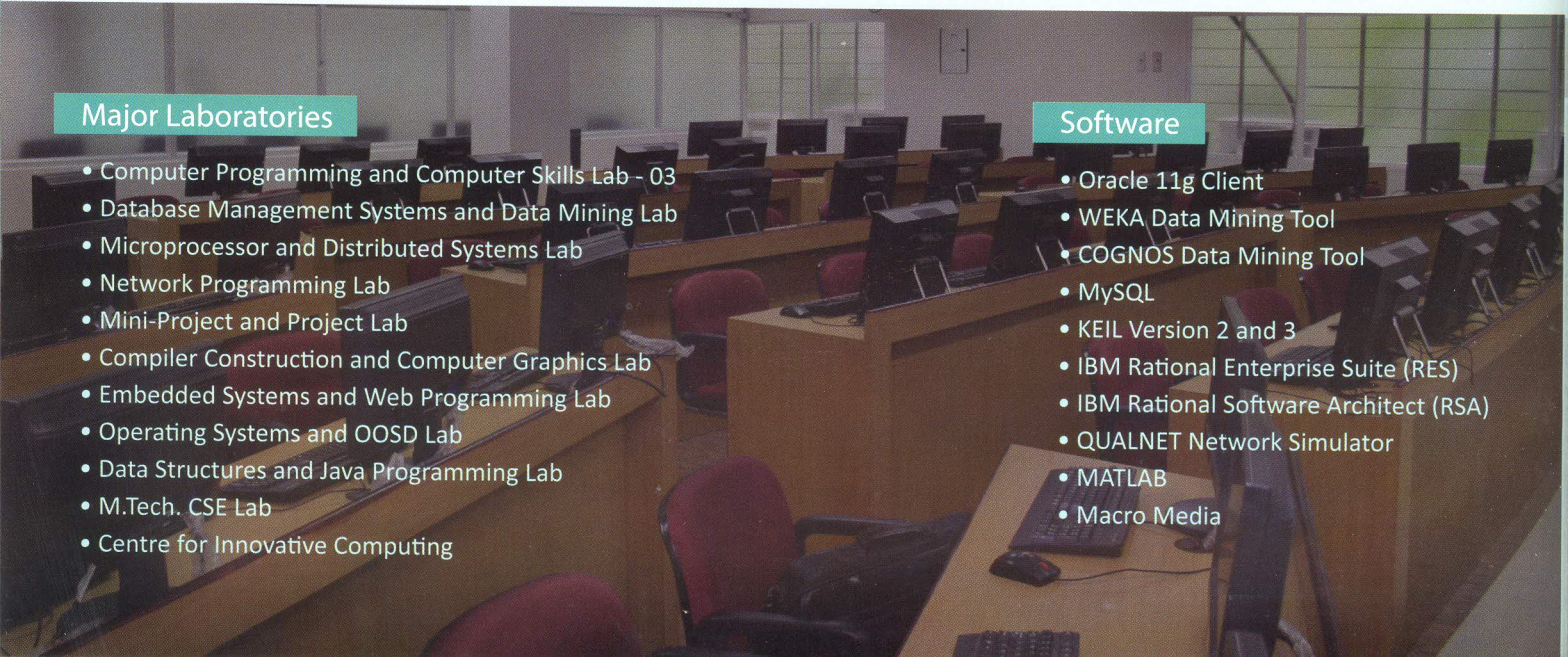 Major Laboratories
• Computer Programming and Computer Skills Lab - 03
• Database Management Systems and Data Mining Lab
• Microprocessor and Distributed Systems Lab
• Network Programming Lab
• Mini-Project and Project Lab
• Compiler Construction and Computer Graphics Lab
• Embedded Systems and Web Programming Lab
• Operating Systems and OOSD Lab
• Data Structures and Java Programming Lab
• M.Tech. CSE Lab
• Centre for Innovative Computing
Software
• Oracle 11g Client
• WEKA Data Mining Tool
• COGNOS Data Mining Tool
• MySQL
• KEIL Version 2 and 3
• IBM Rational Enterprise Suite (RES)
• IBM Rational Software Architect (RSA)
• QUALNET Network Simulator
• MATLAB
• Macro Media